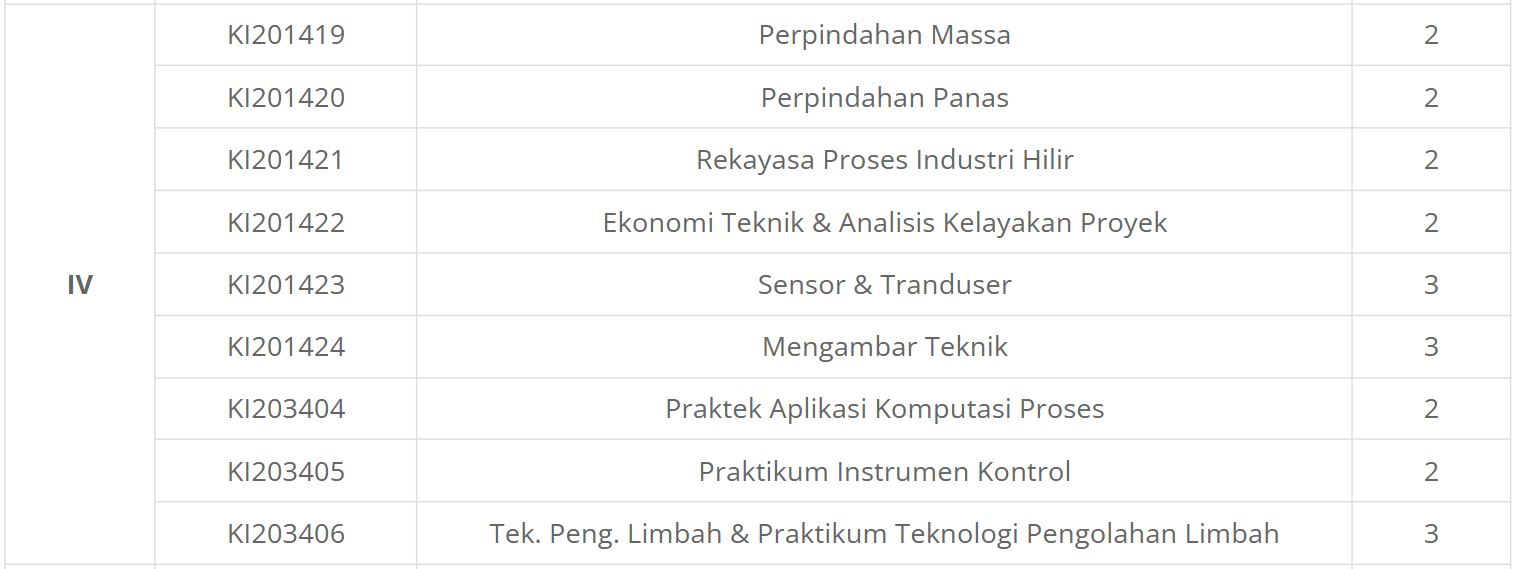 KI201419 Perpindahan Massa 2
KI201420 Perpindahan Panas 2
KI201421 Rekayasa Proses Industri Hilir 2
KI201422 Ekonomi Teknik & Analisis Kelayakan Proyek 2
IV KI201423 Sensor & Tranduser 3
KI201424 Mengambar Teknik 3
KI203404 Praktek Aplikasi Komputasi Proses 2
KI203405 Praktikum Instrumen Kontrol 2
KI203406 Tek. Peng. Limbah & Praktikum Teknologi Pengolahan Limbah 3